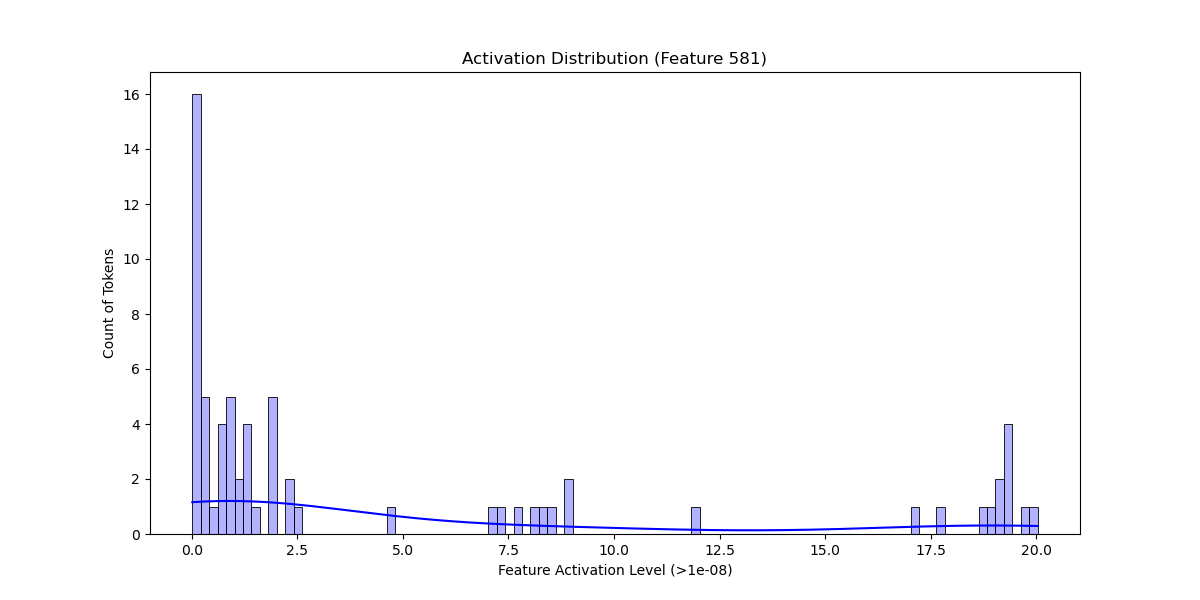 Activation Distribution (Feature 581)
Count of Tokens
16
14
12
10
8
6
4
2
0
0.0 2.5 5.0 7.5 10.0 12.5 15.0 17.5 20.0
Feature Activation Level (>1e-08)